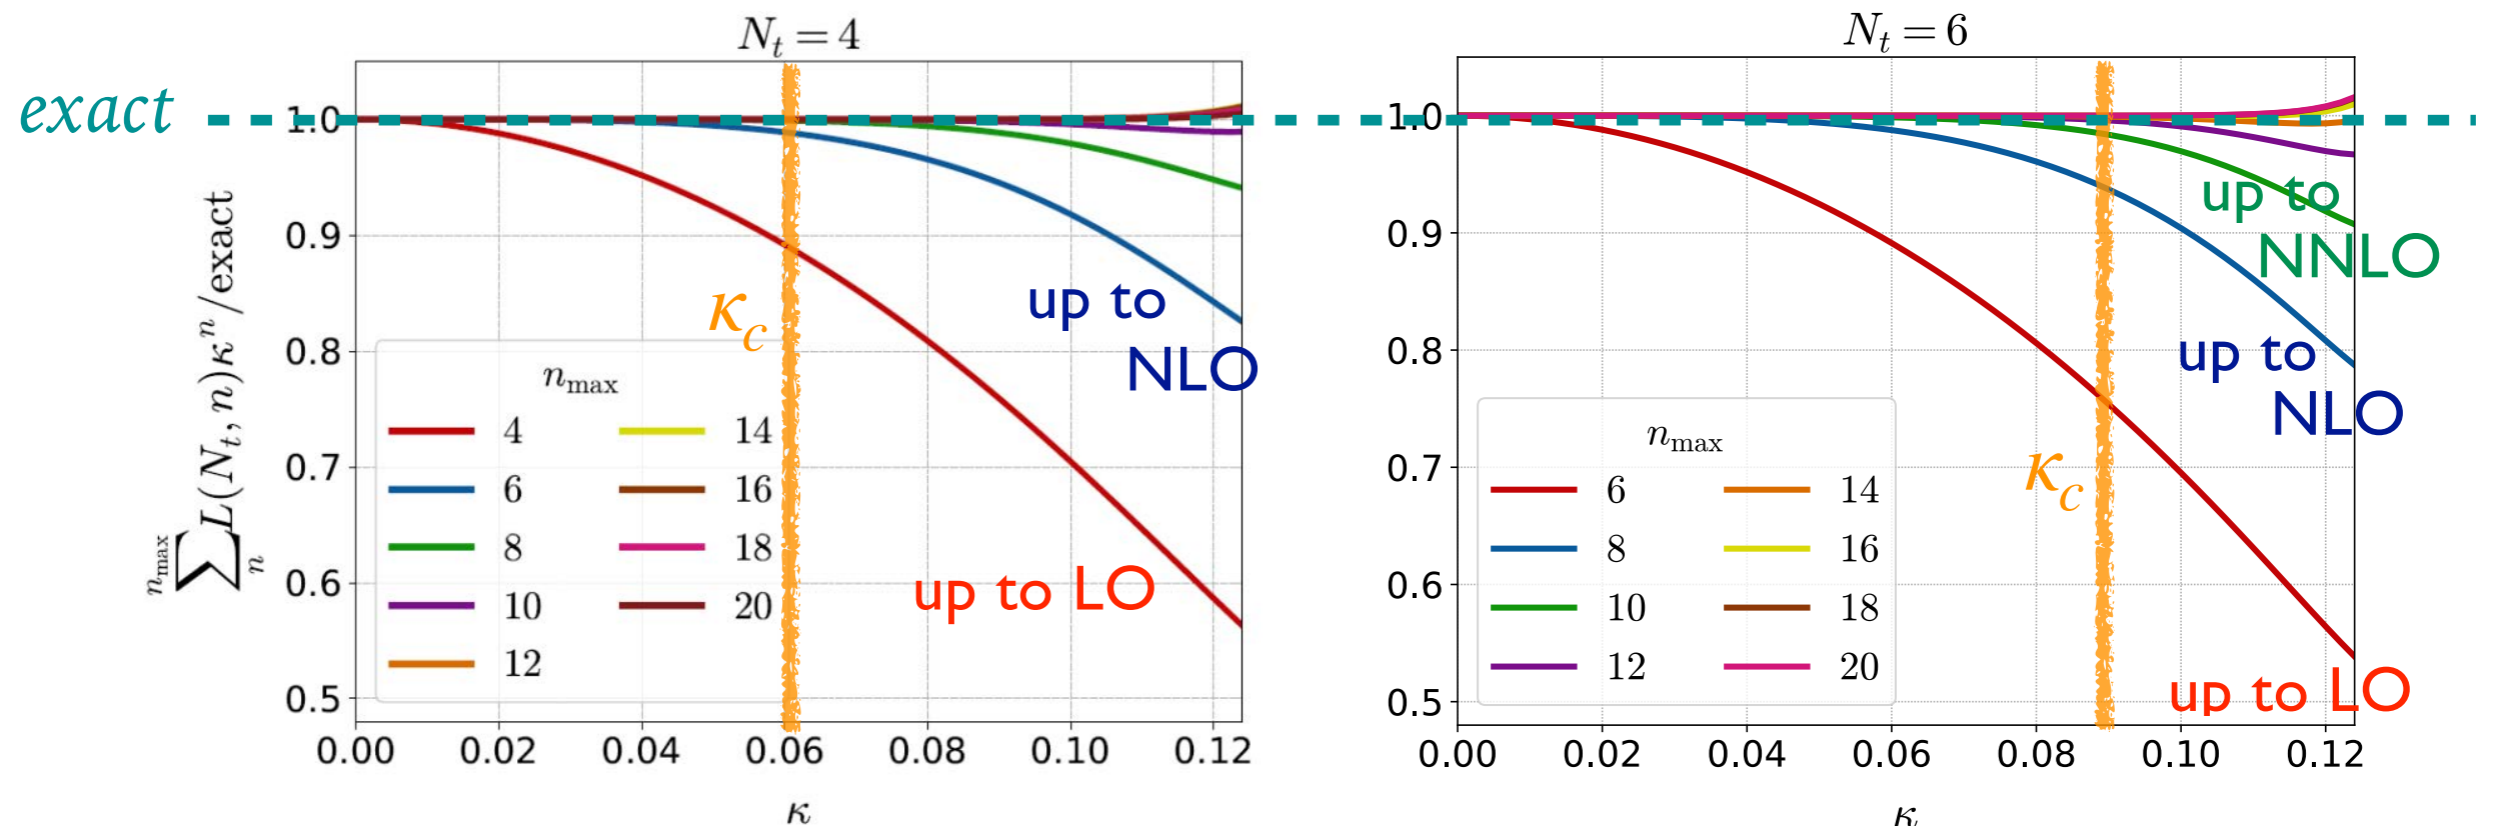 N_t = 4
exact
1.0
0.9
0.8
0.7
0.6
0.5
\sum_{n}^{n_{max}} L(N_t, n)κ^n/exact
κ_c
up to
NLO
up to LO
n_max
4
6
8
10
12
14
16
18
20
0.00 0.02 0.04 0.06 0.08 0.10 0.12
κ
N_t = 6
1.0
0.9
0.8
0.7
0.6
0.5
up to
NNLO
up to
NLO
κ_c
up to LO
n_max
6
8
10
12
14
16
18
20
0.00 0.02 0.04 0.06 0.08 0.10 0.12
κ